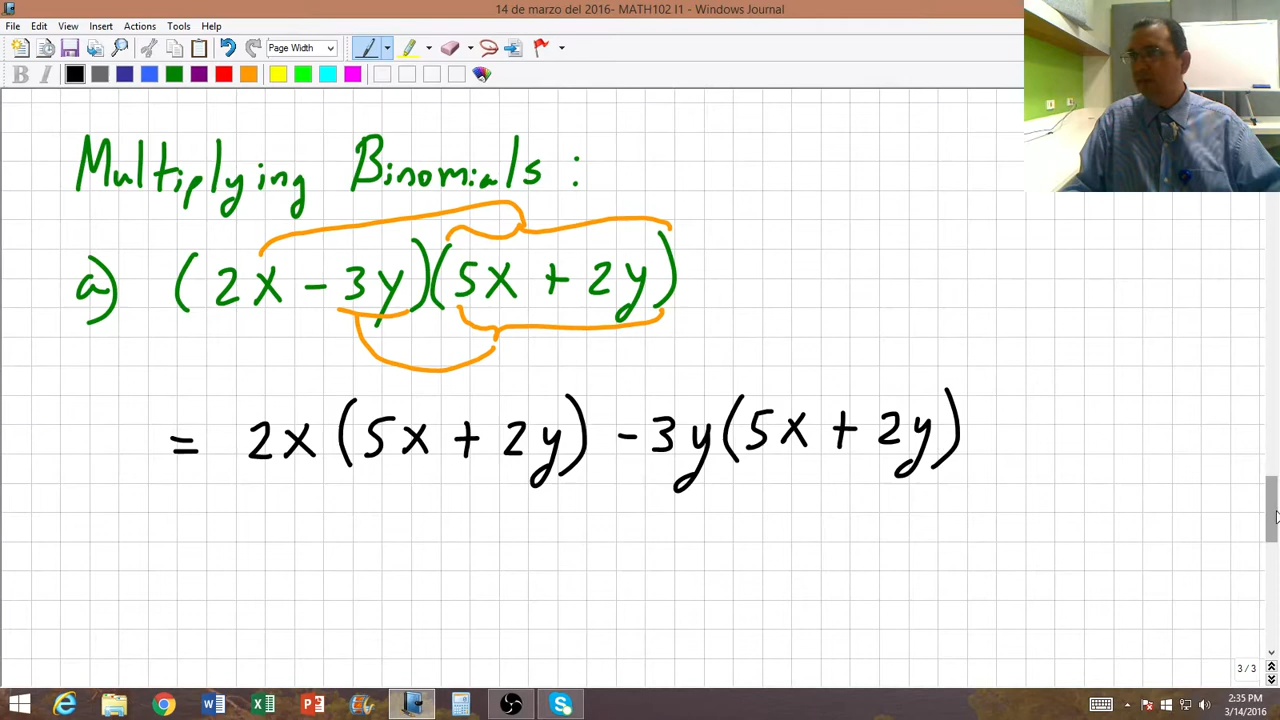 14 de marzo del 2016- MATH102 I1 - Windows Journal
File Edit View Insert Actions Tools Help
Page Width
B I
Multiplying Binomials :
a) (2x - 3y)(5x + 2y)
= 2x (5x + 2y) - 3y(5x + 2y)
3 / 3
2:35 PM
3/14/2016